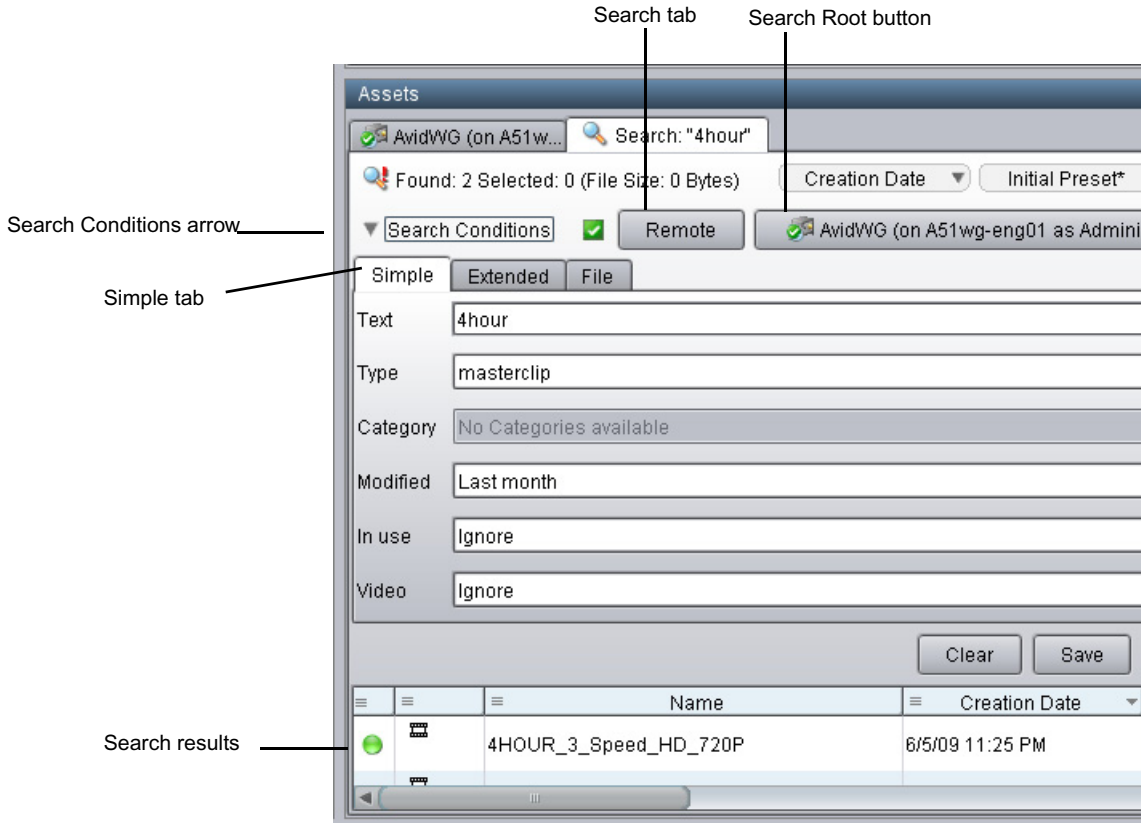 Search tab
Search Root button
Assets
AvidWG (on A51w...
Search: "4hour"
Found: 2 Selected: 0 (File Size: 0 Bytes)
Creation Date
Initial Preset*
Search Conditions arrow
Search Conditions
Remote
AvidWG (on A51wg-eng01 as Admini
Simple tab
Simple
Extended
File
Text
4hour
Type
masterclip
Category
No Categories available
Modified
Last month
In use
Ignore
Video
Ignore
Clear
Save
Name
Creation Date
Search results
4HOUR_3_Speed_HD_720P
6/5/09 11:25 PM